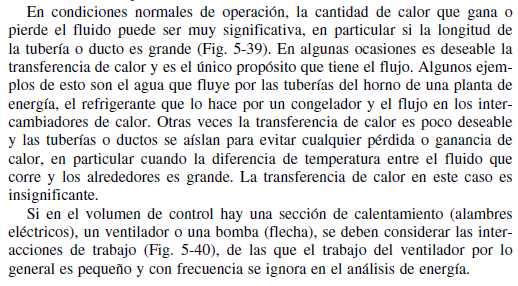 En condiciones normales de operación, la cantidad de calor que gana o
pierde el fluido puede ser muy significativa, en particular si la longitud de
la tubería o ducto es grande (Fig. 5-39). En algunas ocasiones es deseable la
transferencia de calor y es el único propósito que tiene el flujo. Algunos ejem-
plos de esto son el agua que fluye por las tuberías del horno de una planta de
energía, el refrigerante que lo hace por un congelador y el flujo en los inter-
cambiadores de calor. Otras veces la transferencia de calor es poco deseable
y las tuberías o ductos se aíslan para evitar cualquier pérdida o ganancia de
calor, en particular cuando la diferencia de temperatura entre el fluido que
corre y los alrededores es grande. La transferencia de calor en este caso es
insignificante.
Si en el volumen de control hay una sección de calentamiento (alambres
eléctricos), un ventilador o una bomba (flecha), se deben considerar las inter-
acciones de trabajo (Fig. 5-40), de las que el trabajo del ventilador por lo
general es pequeño y con frecuencia se ignora en el análisis de energía.